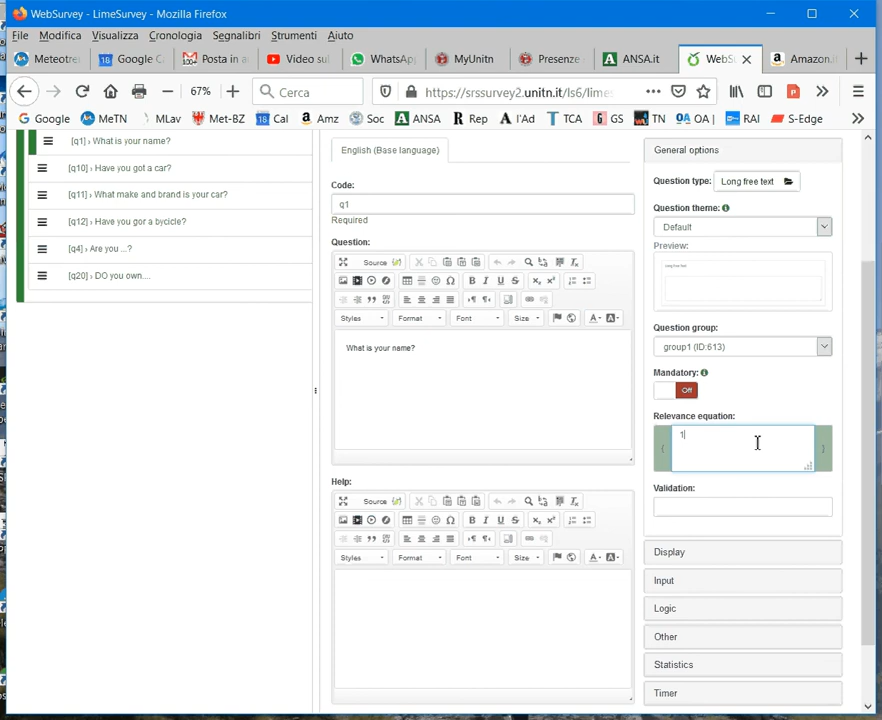 WebSurvey - LimeSurvey - Mozilla Firefox
File Modifica Visualizza Cronologia Segnalibri Strumenti Aiuto
Meteotre Google C Posta in a Video sul WhatsAp MyUnitn Presenze ANSA.it WebSu Amazon.i
67% Cerca https://srssurvey2.unitn.it/ls6/limes
Google MeTN MLav Met-BZ Cal Amz Soc ANSA Rep l'Ad TCA GS TN OA | RAI S-Edge
[q1] › What is your name?
[q10] › Have you got a car?
[q11] › What make and brand is your car?
[q12] › Have you gor a bycicle?
[q4] › Are you ...?
[q20] › DO you own....
English (Base language)
Code:
q1
Required
Question:
Source
Styles Format Font Size
What is your name?
Help:
Source
Styles Format Font Size
General options
Question type: Long free text
Question theme:
Default
Preview:
Long free text
Question group:
group1 (ID:613)
Mandatory:
Off
Relevance equation:
{ 1 }
Validation:
Display
Input
Logic
Other
Statistics
Timer